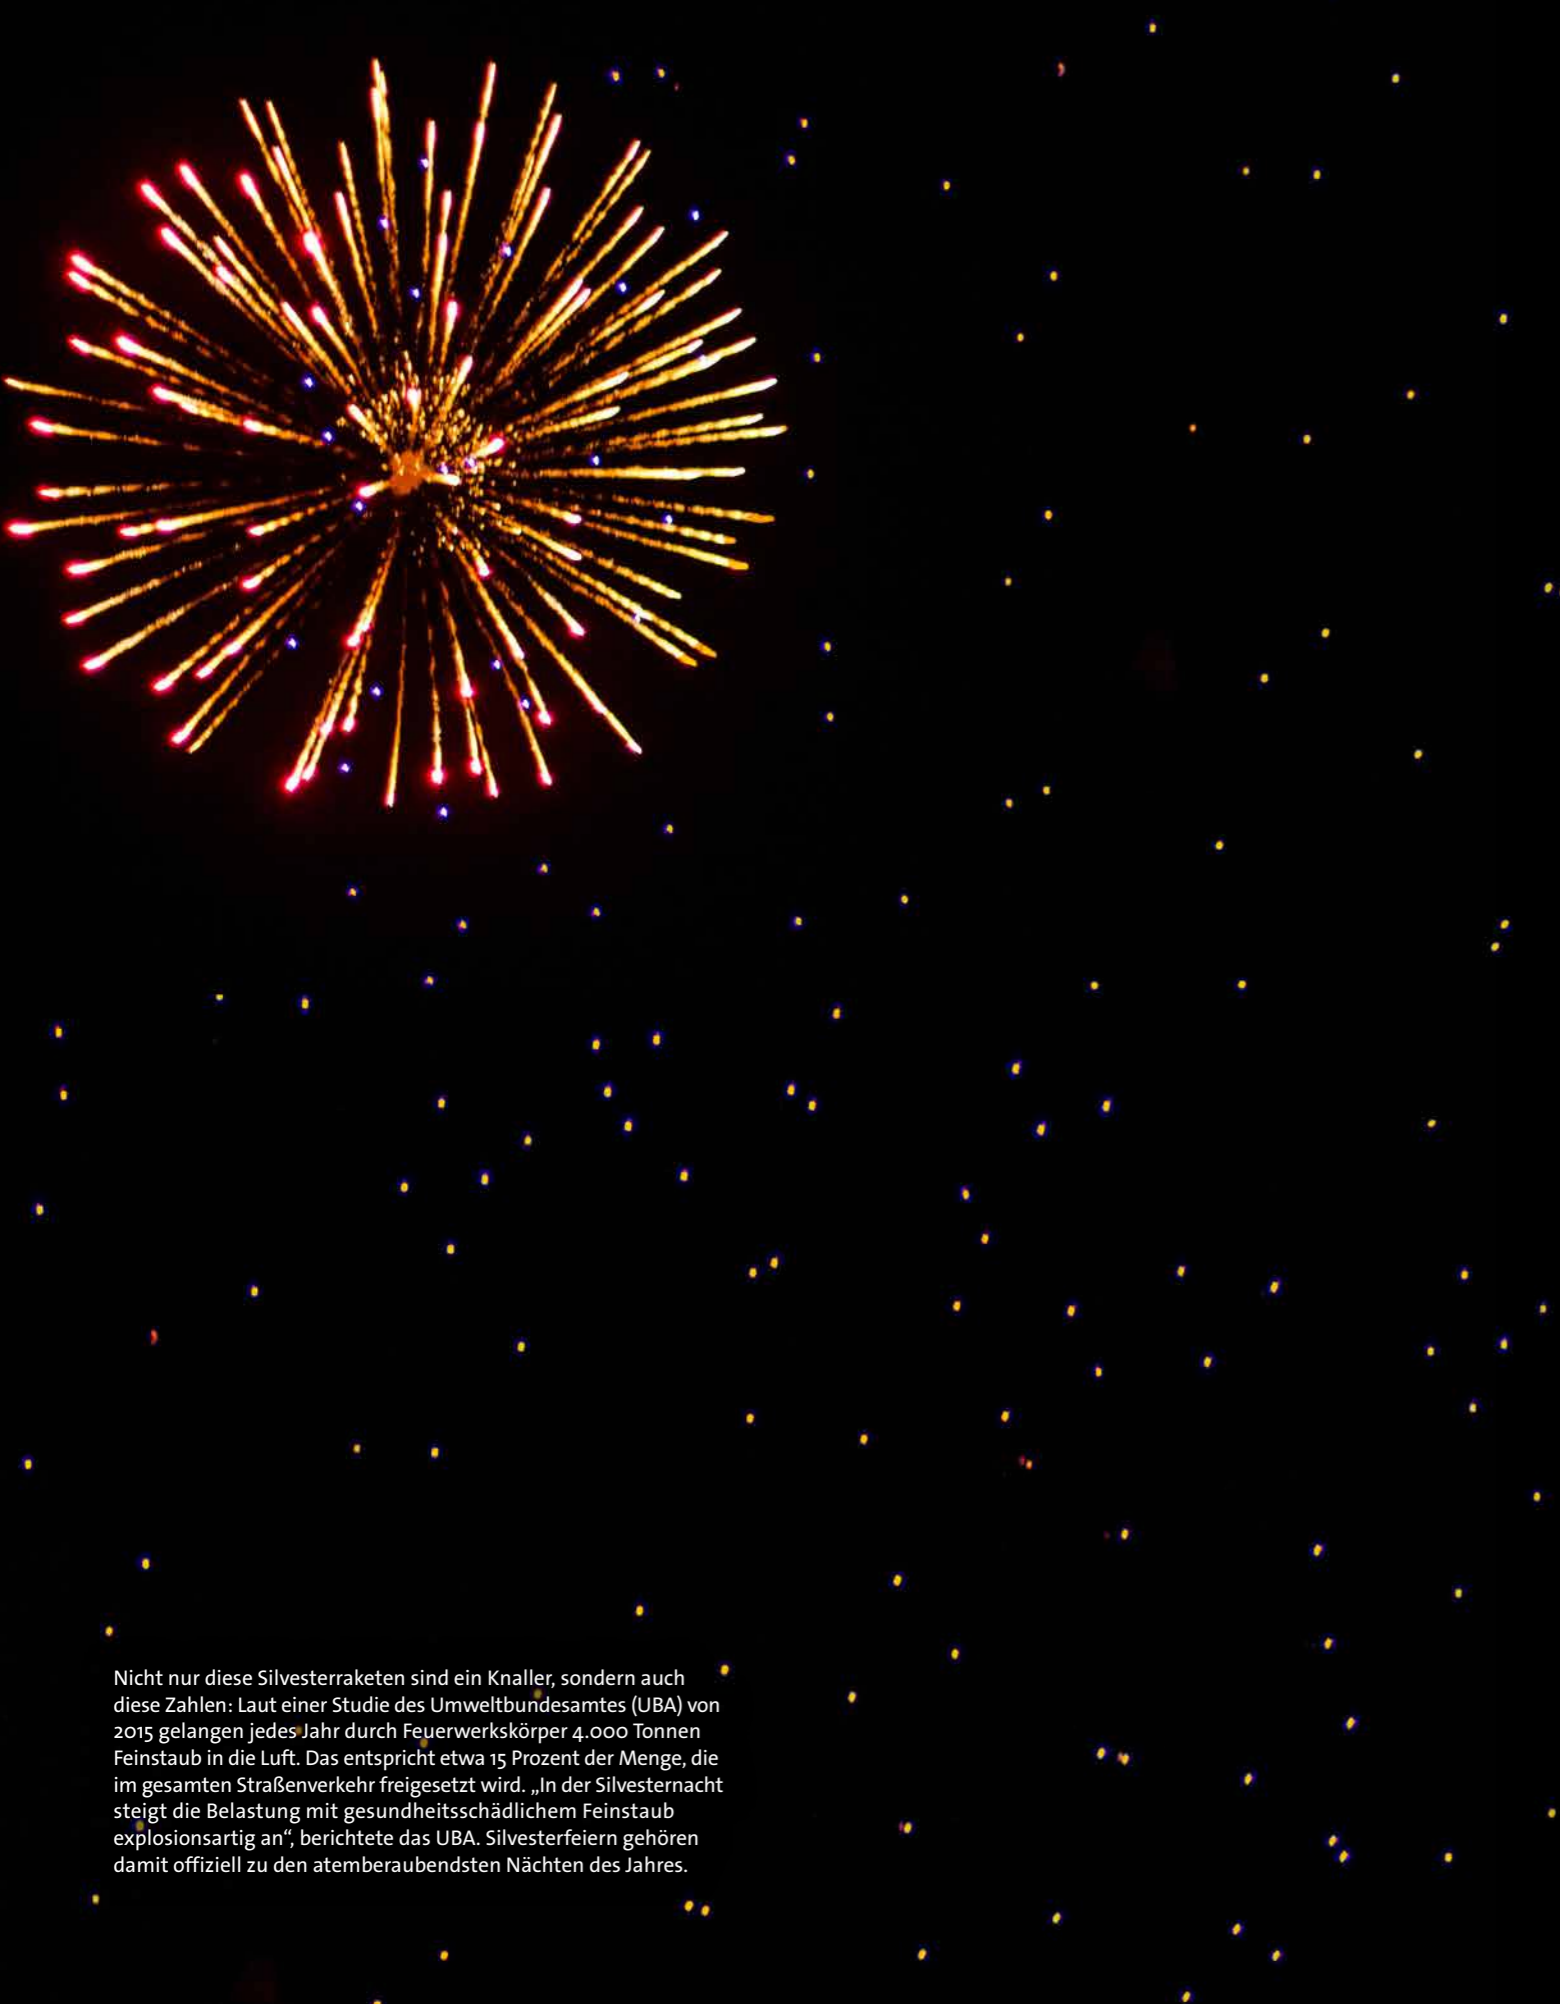 Nicht nur diese Silvesterraketen sind ein Knaller, sondern auch
diese Zahlen: Laut einer Studie des Umweltbundesamtes (UBA) von
2015 gelangen jedes Jahr durch Feuerwerkskörper 4.000 Tonnen
Feinstaub in die Luft. Das entspricht etwa 15 Prozent der Menge, die
im gesamten Straßenverkehr freigesetzt wird. „In der Silvesternacht
steigt die Belastung mit gesundheitsschädlichem Feinstaub
explosionsartig an“, berichtete das UBA. Silvesterfeiern gehören
damit offiziell zu den atemberaubendsten Nächten des Jahres.